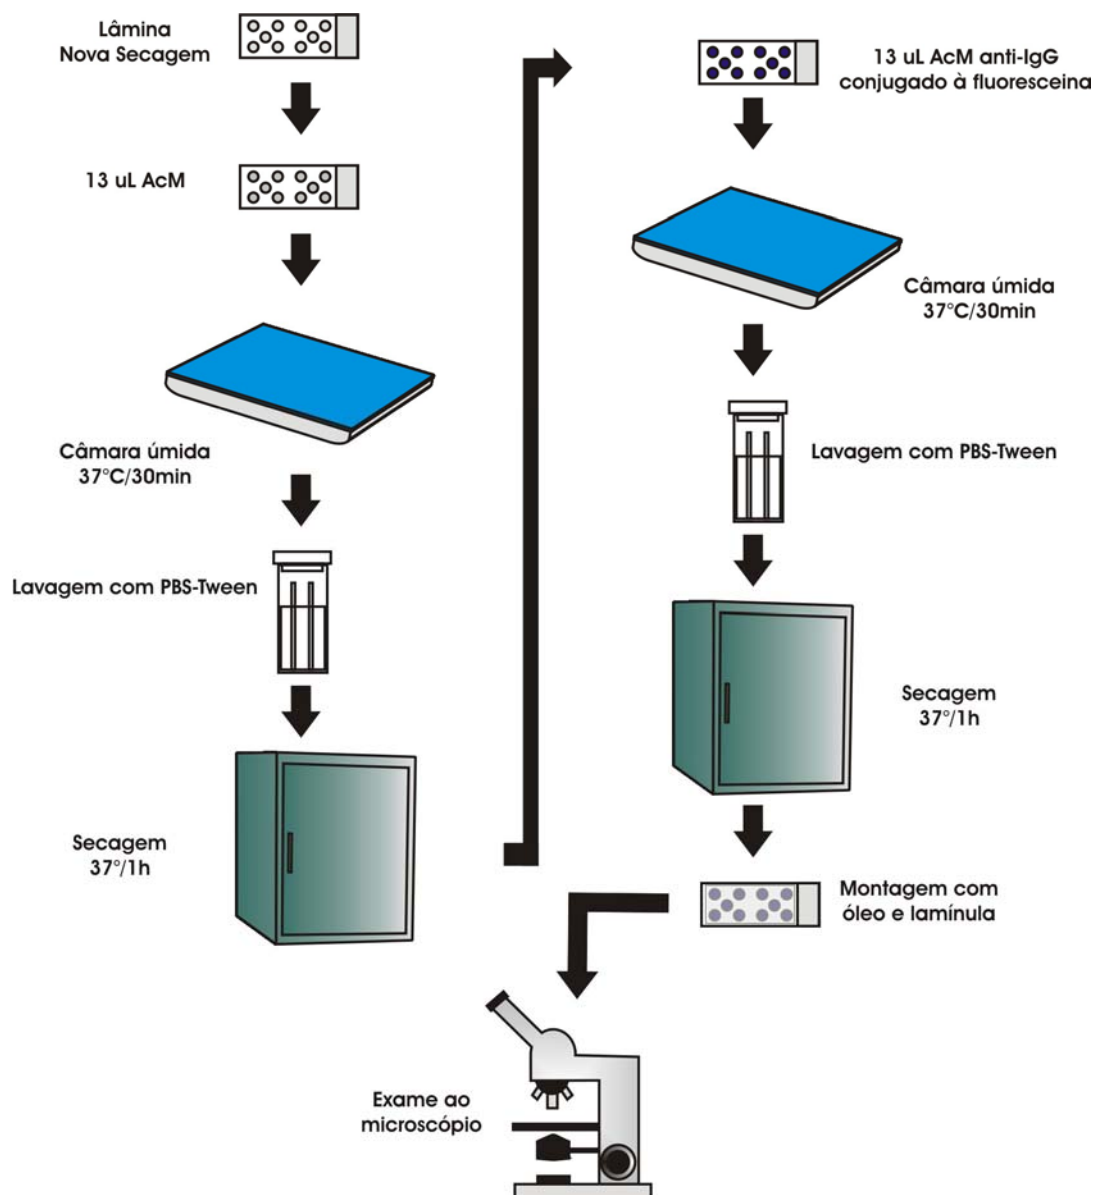 Lâmina
Nova Secagem
13 uL AcM
Câmara úmida
37°C/30min
Lavagem com PBS-Tween
Secagem
37°/1h
13 uL AcM anti-IgG
conjugado à fluoresceina
Câmara úmida
37°C/30min
Lavagem com PBS-Tween
Secagem
37°/1h
Montagem com
óleo e lamínula
Exame ao
microscópio